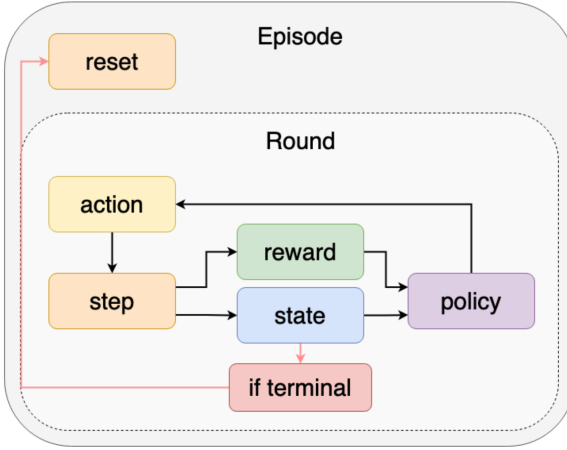 Episode
reset
Round
action
reward
step
state
policy
if terminal